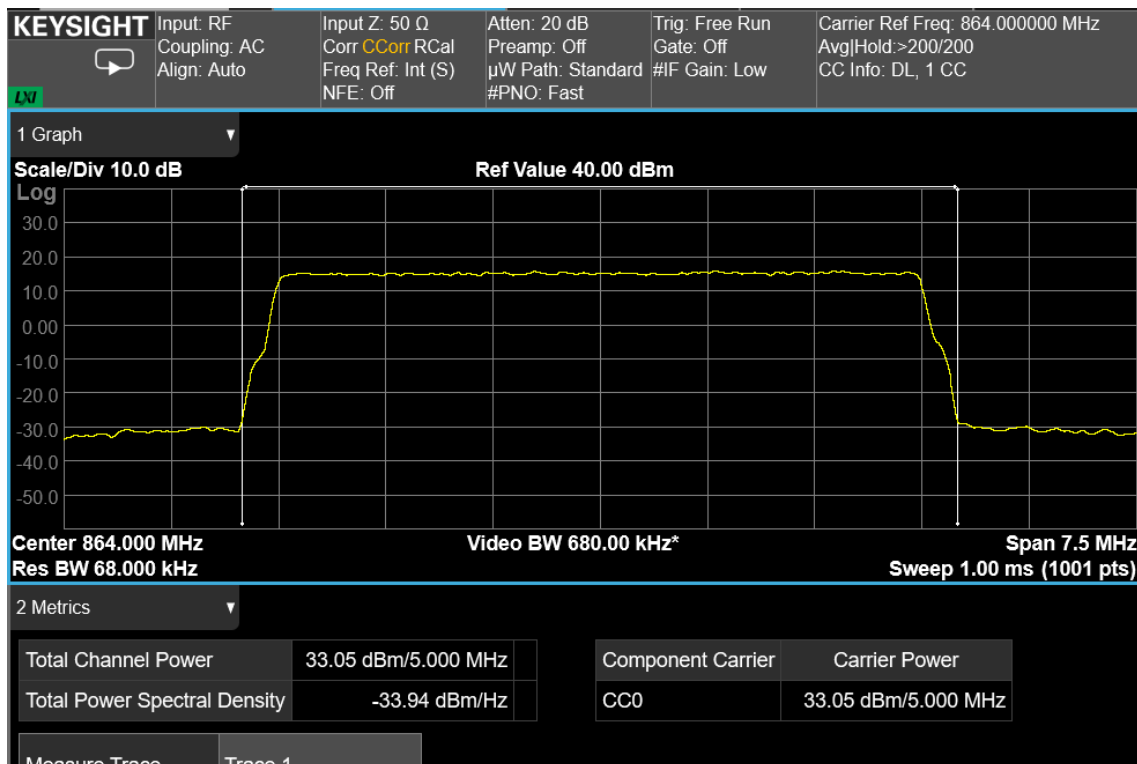 KEYSIGHT
LXI
Input: RF
Coupling: AC
Align: Auto
Input Z: 50 Ω
Corr CCorr RCal
Freq Ref: Int (S)
NFE: Off
Atten: 20 dB
Preamp: Off
µW Path: Standard
#PNO: Fast
Trig: Free Run
Gate: Off
#IF Gain: Low
Carrier Ref Freq: 864.000000 MHz
Avg|Hold:>200/200
CC Info: DL, 1 CC
1 Graph
Scale/Div 10.0 dB
Ref Value 40.00 dBm
Log
30.0
20.0
10.0
0.00
-10.0
-20.0
-30.0
-40.0
-50.0
Center 864.000 MHz
Video BW 680.00 kHz*
Span 7.5 MHz
Res BW 68.000 kHz
Sweep 1.00 ms (1001 pts)
2 Metrics
Total Channel Power 33.05 dBm/5.000 MHz
Total Power Spectral Density -33.94 dBm/Hz
Component Carrier Carrier Power
CC0 33.05 dBm/5.000 MHz
Measure Trace Trace 1